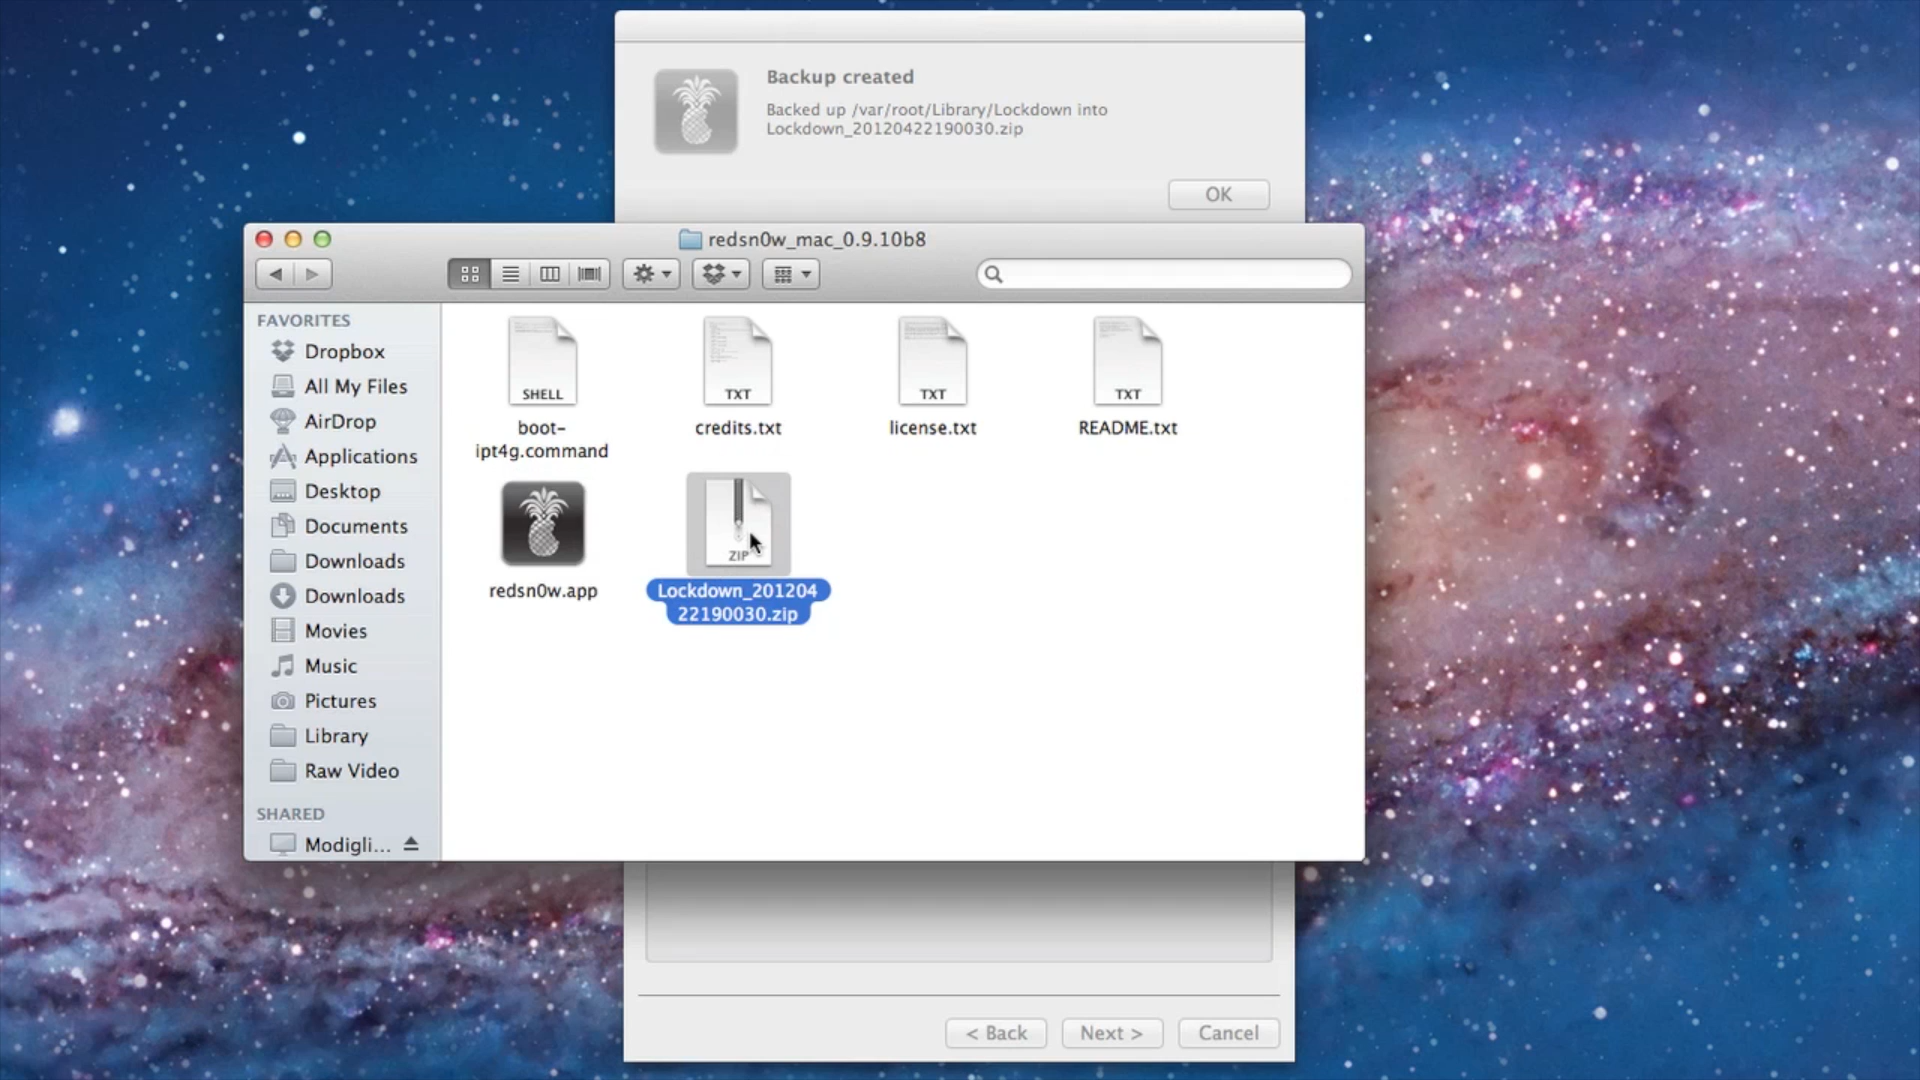 Backup created
Backed up /var/root/Library/Lockdown into
Lockdown_20120422190030.zip
OK
redsn0w_mac_0.9.10b8
FAVORITES
Dropbox
All My Files
AirDrop
Applications
Desktop
Documents
Downloads
Downloads
Movies
Music
Pictures
Library
Raw Video
SHARED
Modigli...
SHELL
boot-
ipt4g.command
TXT
credits.txt
TXT
license.txt
TXT
README.txt
redsn0w.app
ZIP
Lockdown_201204
22190030.zip
< Back
Next >
Cancel